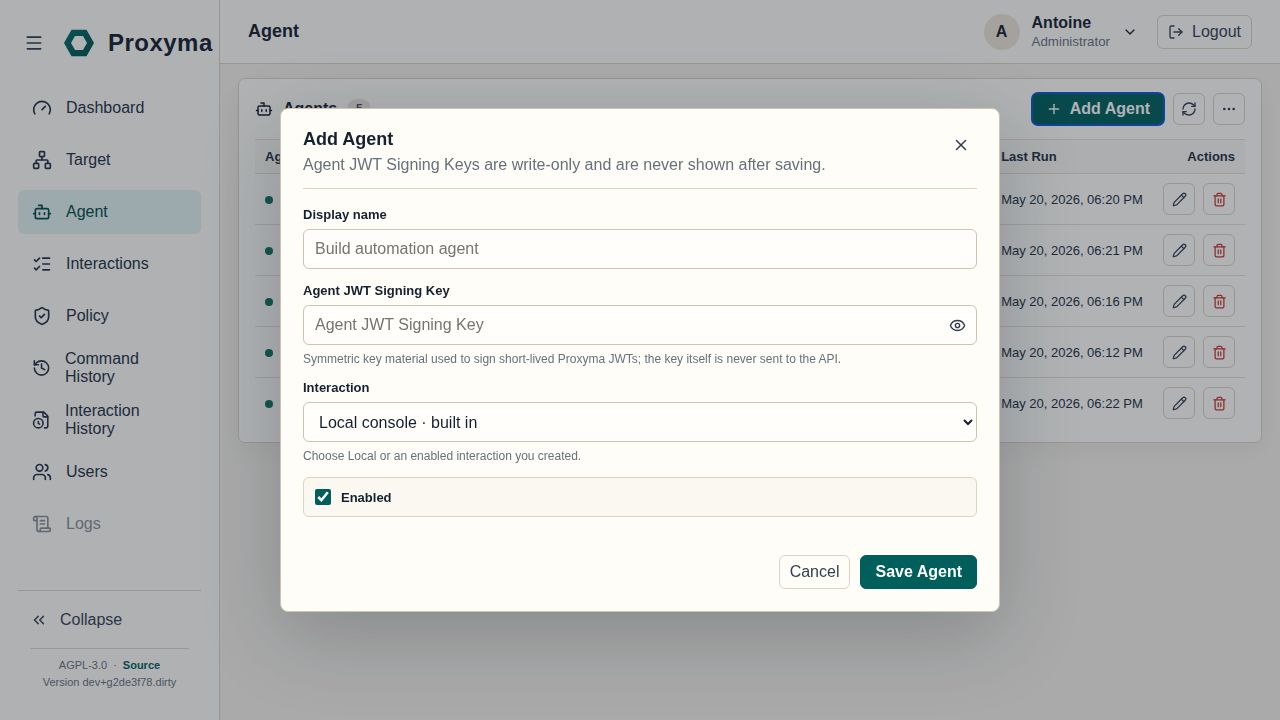 Proxyma
Agent
A
Antoine
Administrator
Logout
Dashboard
Target
Agent
Interactions
Policy
Command
History
Interaction
History
Users
Logs
Collapse
AGPL-3.0 · Source
Version dev+g2de3f78.dirty
Agents 5
Add Agent
Last Run
Actions
May 20, 2026, 06:20 PM
May 20, 2026, 06:21 PM
May 20, 2026, 06:16 PM
May 20, 2026, 06:12 PM
May 20, 2026, 06:22 PM
Add Agent
Agent JWT Signing Keys are write-only and are never shown after saving.
Display name
Build automation agent
Agent JWT Signing Key
Agent JWT Signing Key
Symmetric key material used to sign short-lived Proxyma JWTs; the key itself is never sent to the API.
Interaction
Local console · built in
Choose Local or an enabled interaction you created.
Enabled
Cancel
Save Agent